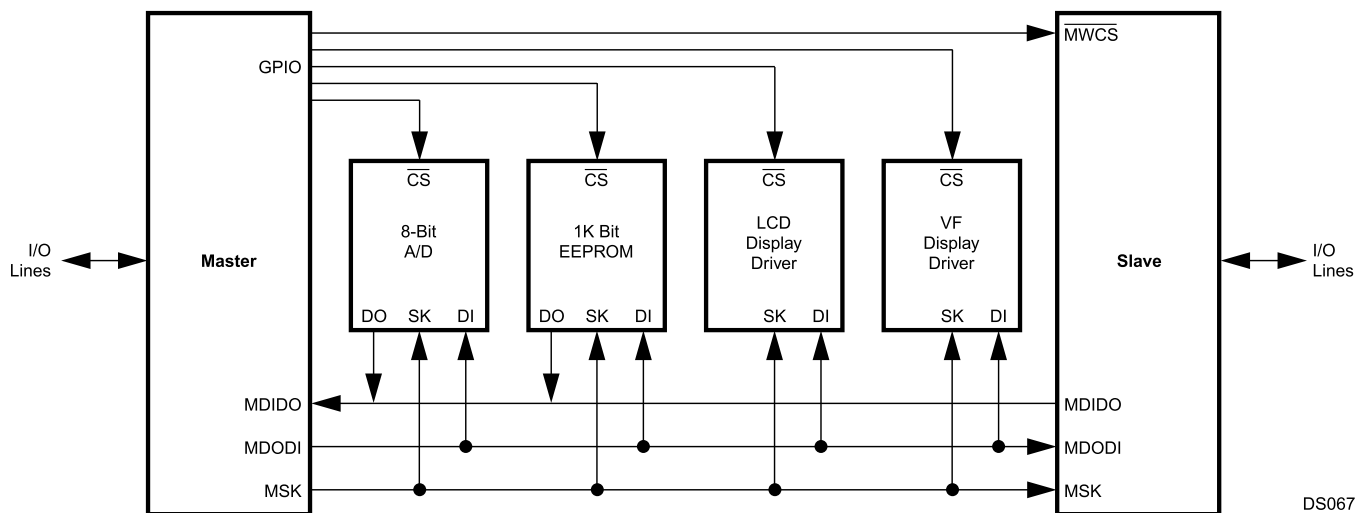 MWCS
GPIO
CS CS CS CS
8-Bit
A/D
1K Bit
EEPROM
LCD
Display
Driver
VF
Display
Driver
I/O
Lines
Master
Slave
I/O
Lines
DO SK DI
DO SK DI
SK DI
SK DI
MDIDO
MDIDO
MDODI
MDODI
MSK
MSK
DS067